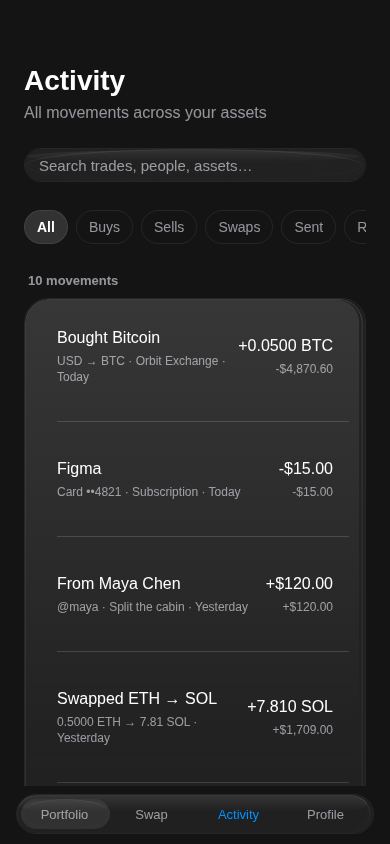 Activity
All movements across your assets
Search trades, people, assets…
All Buys Sells Swaps Sent R
10 movements
Bought Bitcoin
+0.0500 BTC
USD → BTC · Orbit Exchange ·
Today
-$4,870.60
Figma
-$15.00
Card ••4821 · Subscription · Today
-$15.00
From Maya Chen
+$120.00
@maya · Split the cabin · Yesterday
+$120.00
Swapped ETH → SOL
+7.810 SOL
0.5000 ETH → 7.81 SOL ·
Yesterday
+$1,709.00
Portfolio Swap Activity Profile